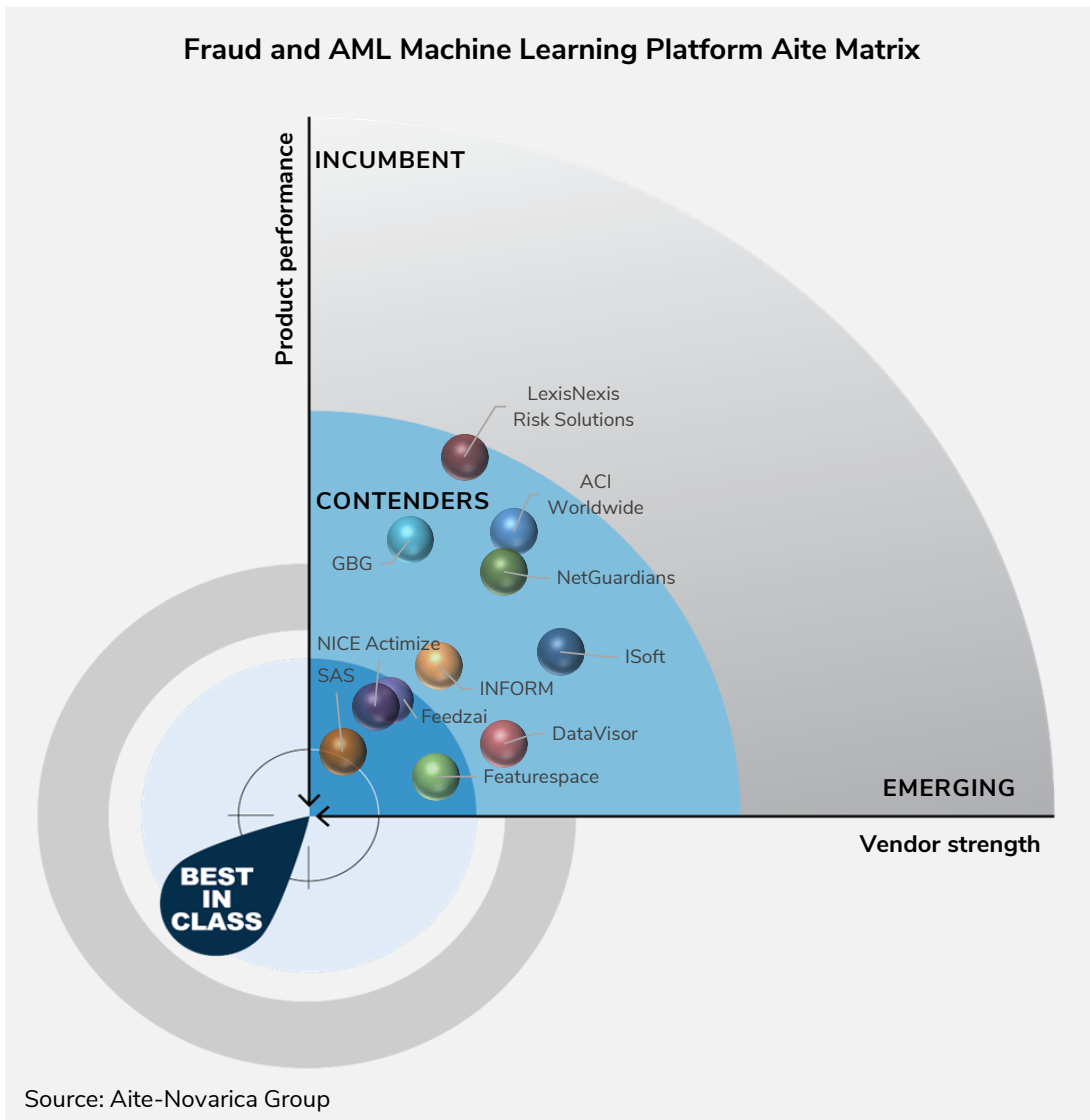 Fraud and AML Machine Learning Platform Aite Matrix
Product performance
INCUMBENT
LexisNexis
Risk Solutions
ACI
Worldwide
CONTENDERS
GBG
NetGuardians
NICE Actimize
ISoft
SAS
INFORM
Feedzai
DataVisor
Featurespace
EMERGING
Vendor strength
BEST
IN
CLASS
Source: Aite-Novarica Group